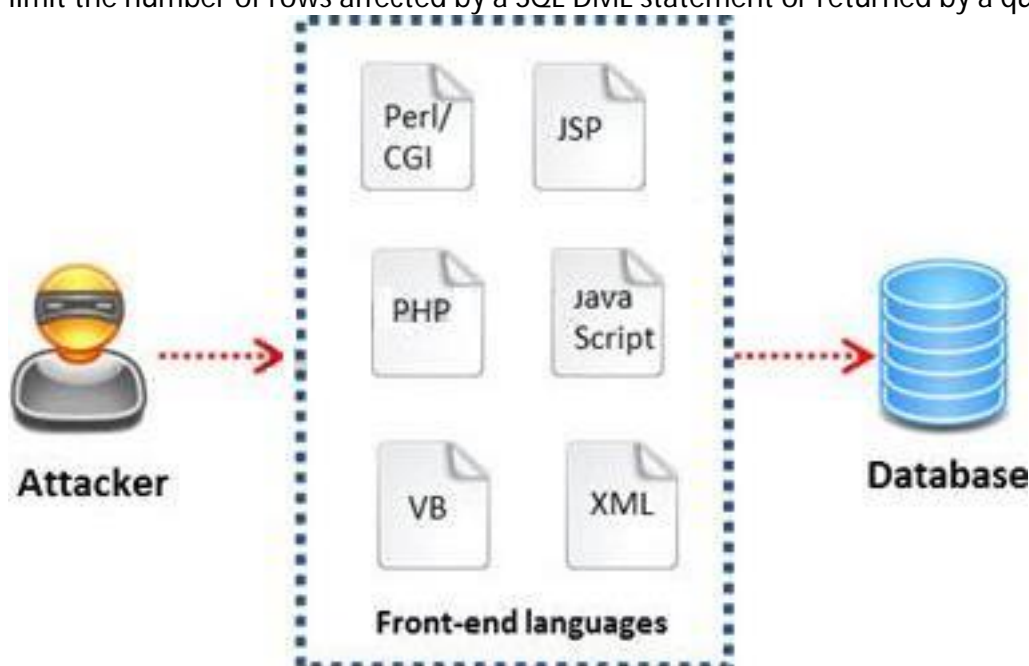 limit the number of rows affected by a SQL DML statement or returned by a
Perl/
CGI
JSP
PHP
Java
Script
VB
XML
Attacker
Database
Front-end languages